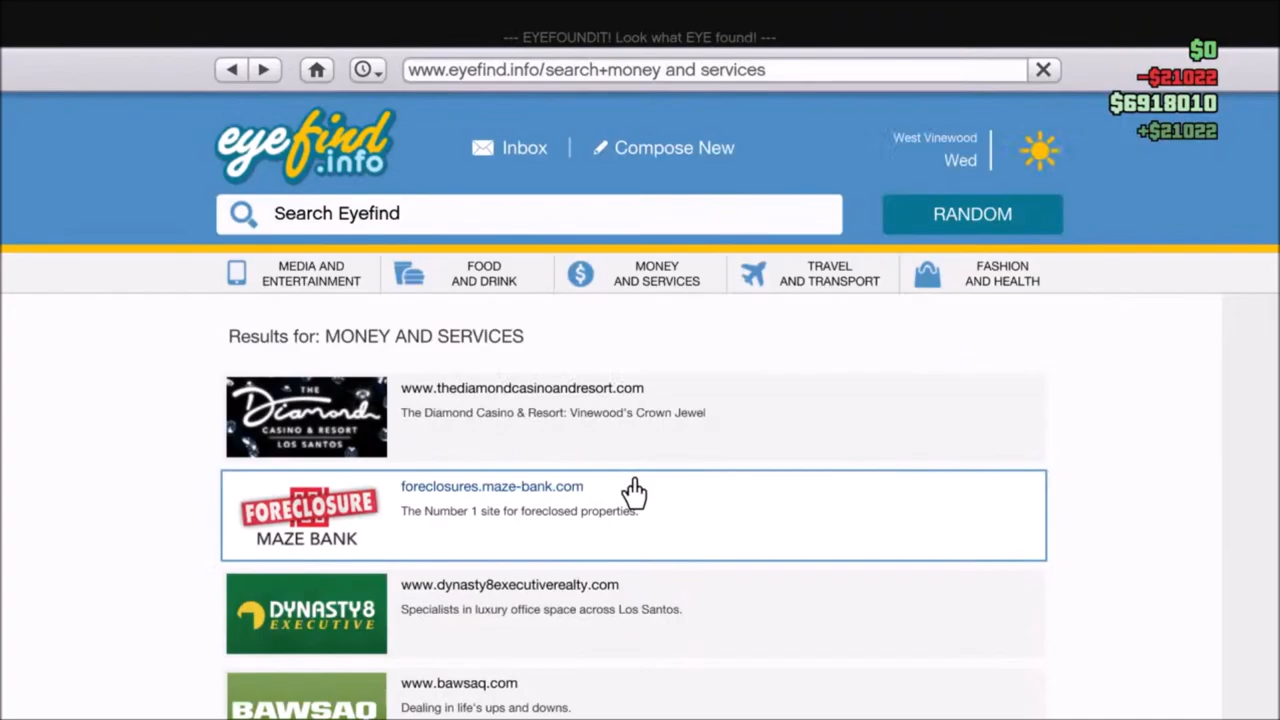 --- EYEFOUNDIT! Look what EYE found! ---
www.eyefind.info/search+money and services
$0
-$21022
$6918010
+$21022
eyefind
.info
Inbox
Compose New
West Vinewood
Wed
Search Eyefind
RANDOM
MEDIA AND
ENTERTAINMENT
FOOD
AND DRINK
MONEY
AND SERVICES
TRAVEL
AND TRANSPORT
FASHION
AND HEALTH
Results for: MONEY AND SERVICES
THE
Diamond
CASINO & RESORT
LOS SANTOS
www.thediamondcasinoandresort.com
The Diamond Casino & Resort: Vinewood's Crown Jewel
FORECLOSURE
MAZE BANK
foreclosures.maze-bank.com
The Number 1 site for foreclosed properties.
DYNASTY8
EXECUTIVE
www.dynasty8executiverealty.com
Specialists in luxury office space across Los Santos.
BAWSAQ
www.bawsaq.com
Dealing in life's ups and downs.